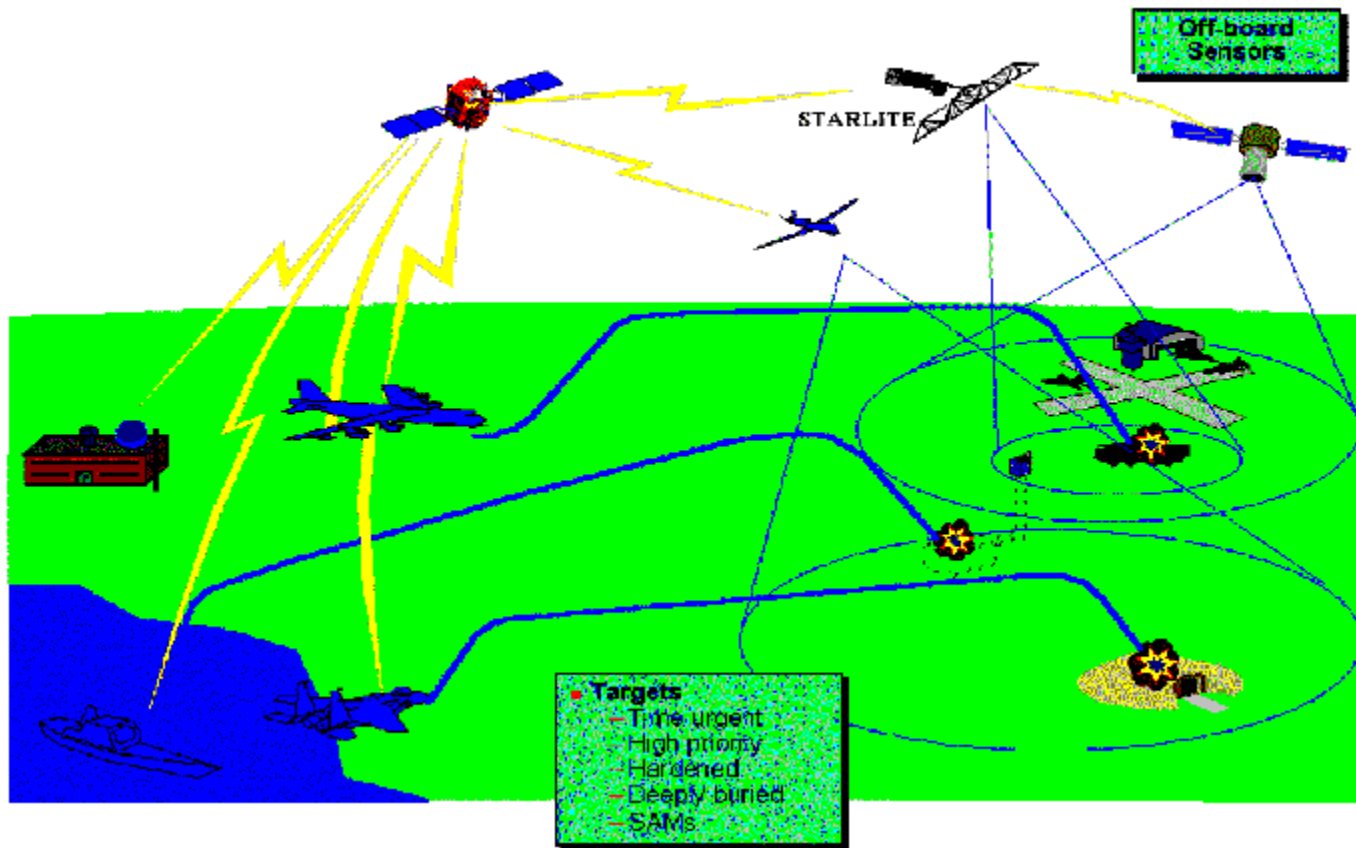 Off-board
Sensors
STARLITE
Targets
– Time urgent
– High priority
– Hardened
– Deeply buried
– SAMs